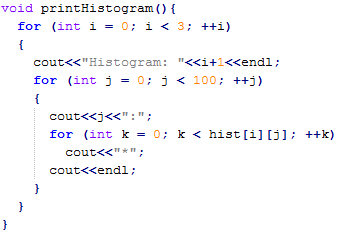 void printHistogram(){
  for (int i = 0; i < 3; ++i)
  {
    cout<<"Histogram: "<<i+1<<endl;
    for (int j = 0; j < 100; ++j)
    {
      cout<<j<<":";
      for (int k = 0; k < hist[i][j]; ++k)
        cout<<"*";
      cout<<endl;
    }
  }
}